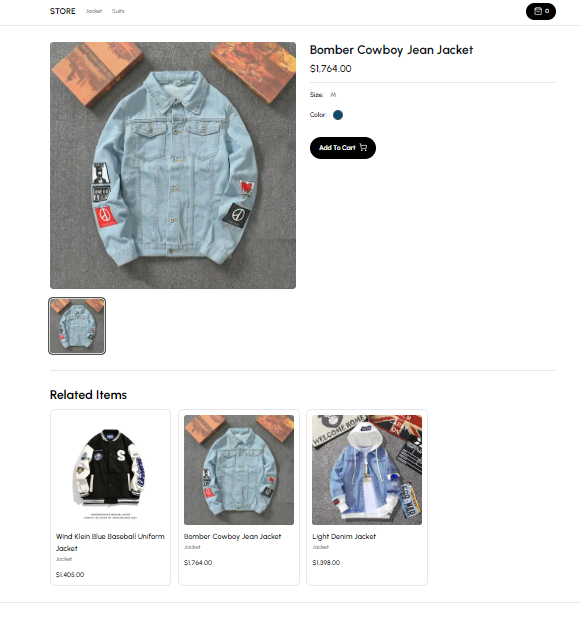 STORE Jacket Suits 0
Bomber Cowboy Jean Jacket
$1,764.00
Size: M
Color:
Add To Cart
Related Items
S
WELCOME HOME
Wind Klein Blue Baseball Uniform
Jacket
Jacket
$1,405.00
Bomber Cowboy Jean Jacket
Jacket
$1,764.00
Light Denim Jacket
Jacket
$1,398.00